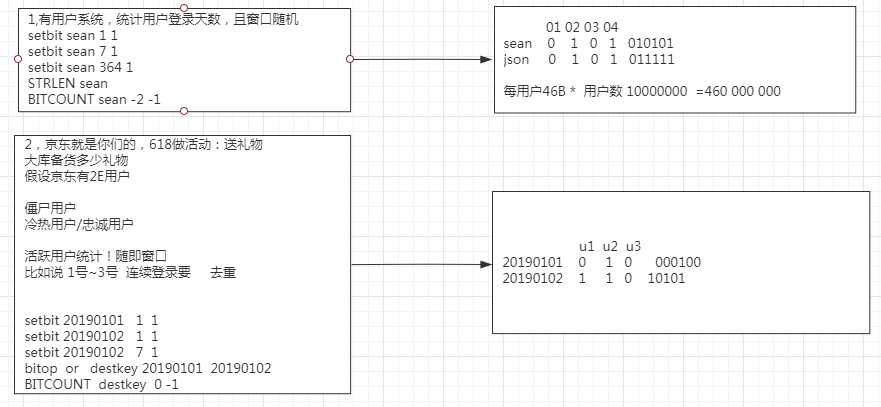 1,有用户系统，统计用户登录天数，且窗口随机
setbit sean 1 1
setbit sean 7 1
setbit sean 364 1
STRLEN sean
BITCOUNT sean -2 -1
01 02 03 04
sean 0 1 0 1 010101
json 0 1 0 1 011111
每用户46B * 用户数 10000000 =460 000 000
2，京东就是你们的，618做活动：送礼物
大库备货多少礼物
假设京东有2E用户
僵尸用户
冷热用户/忠诚用户
活跃用户统计！随即窗口
比如说 1号~3号 连续登录要 去重
setbit 20190101 1 1
setbit 20190102 1 1
setbit 20190102 7 1
bitop or destkey 20190101 20190102
BITCOUNT destkey 0 -1
u1 u2 u3
20190101 0 1 0 000100
20190102 1 1 0 10101